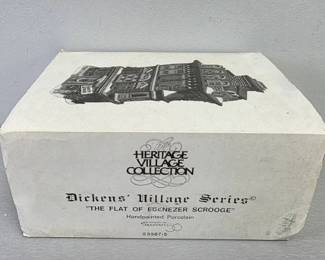 HERITAGE
VILLAGE
COLLECTION
Dickens' Village Series©
"THE FLAT OF EBENEZER SCROOGE"
Handpainted Porcelain